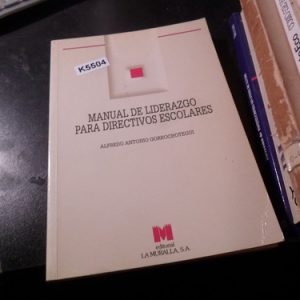 K5504
MANUAL DE LIDERAZGO
PARA DIRECTIVOS ESCOLARES
ALFREDO ANTONIO GORROCHOTEGUI
M
editorial
LA MURALLA, S.A.